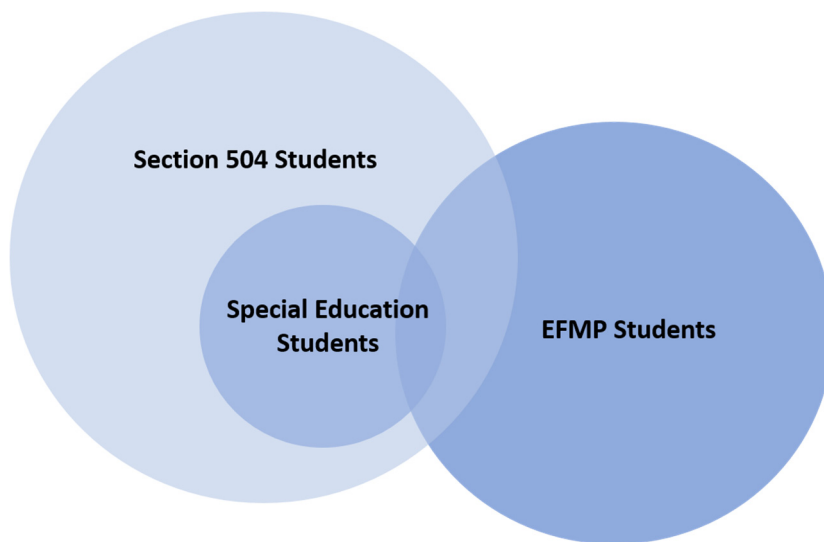 Section 504 Students
Special Education
Students
EFMP Students